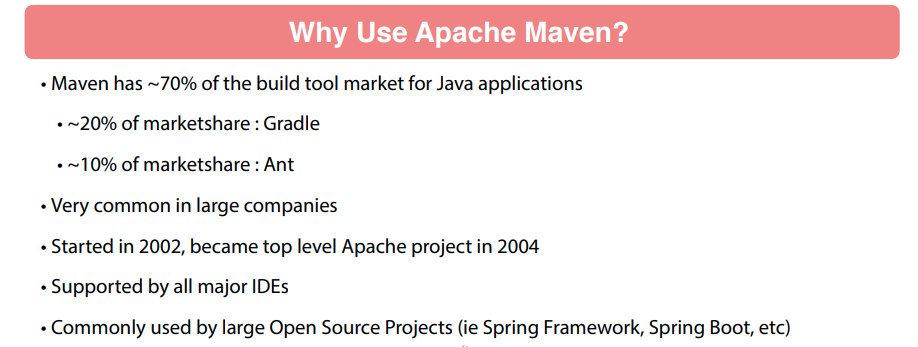 Why Use Apache Maven?
• Maven has ~70% of the build tool market for Java applications
• ~20% of marketshare : Gradle
• ~10% of marketshare : Ant
• Very common in large companies
• Started in 2002, became top level Apache project in 2004
• Supported by all major IDEs
• Commonly used by large Open Source Projects (ie Spring Framework, Spring Boot, etc)